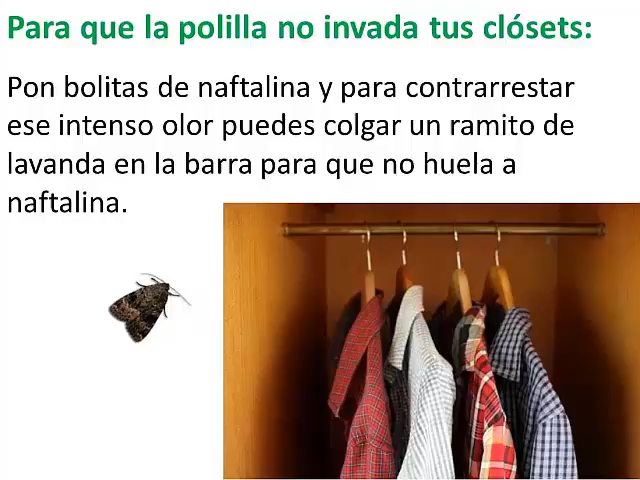 Para que la polilla no invada tus clósets:
Pon bolitas de naftalina y para contrarrestar
ese intenso olor puedes colgar un ramito de
lavanda en la barra para que no huela a
naftalina.